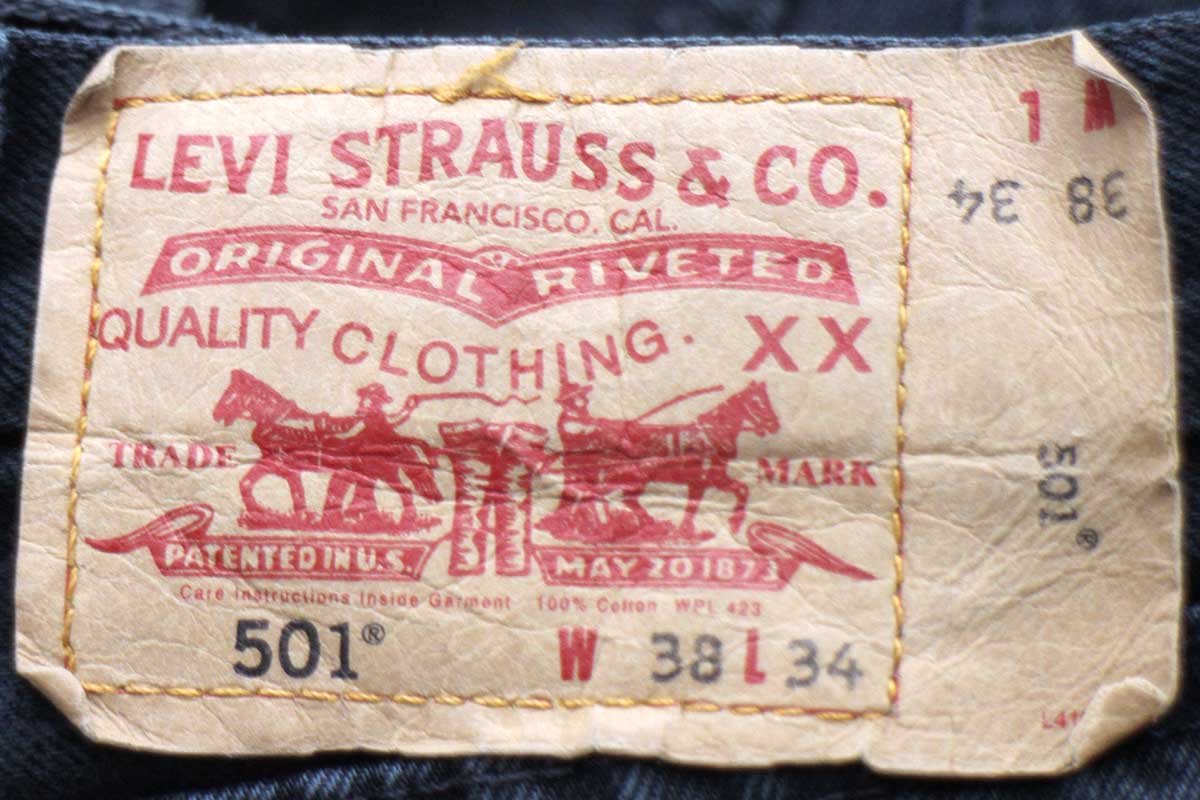 LEVI STRAUSS & CO.
SAN FRANCISCO. CAL.
ORIGINAL RIVETED
QUALITY CLOTHING. XX
TRADE MARK
PATENTED IN U.S. MAY 20 1873
Care Instructions Inside Garment 100% Cotton WPL 423
501® W 38 L 34
W L
38 34
501®